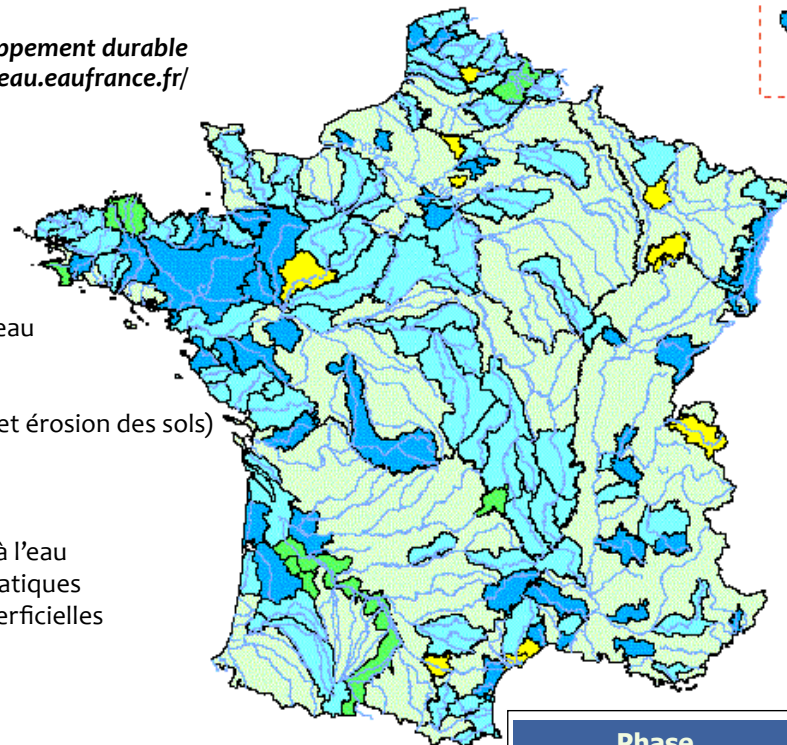 ppement durable
eau.eaufrance.fr/
eau
et érosion des sols)
à l’eau
atiques
erficielles
Phase